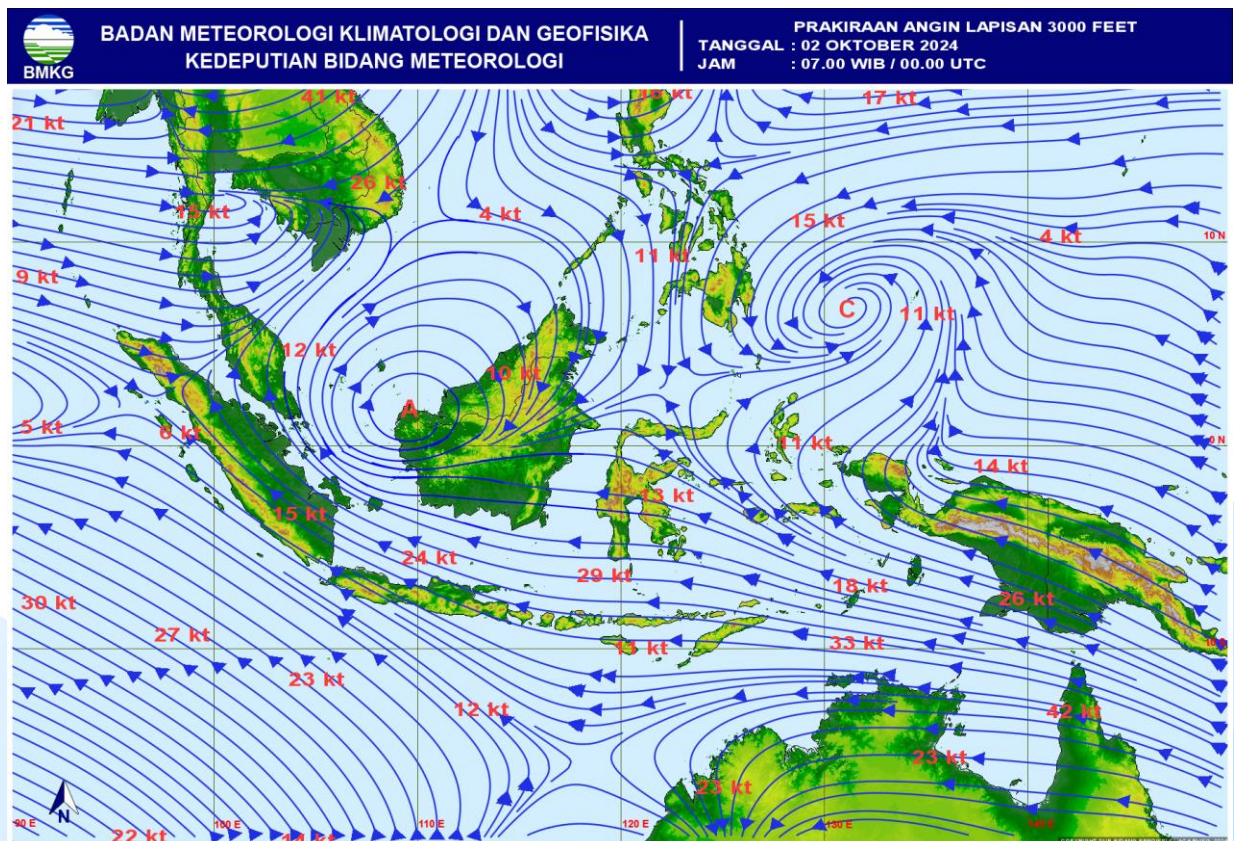 BADAN METEOROLOGI KLIMATOLOGI DAN GEOFISIKA
KEDEPUTIAN BIDANG METEOROLOGI
BMKG
PRAKIRAAN ANGIN LAPISAN 3000 FEET
TANGGAL : 02 OKTOBER 2024
JAM : 07.00 WIB / 00.00 UTC
41 kt
17 kt
21 kt
26 kt
15 kt
4 kt
15 kt
4 kt
10 N
11 kt
9 kt
C
11 kt
12 kt
10 kt
A
5 kt
6 kt
11 kt
0 N
14 kt
13 kt
15 kt
24 kt
29 kt
18 kt
26 kt
30 kt
27 kt
11 kt
33 kt
23 kt
12 kt
42 kt
23 kt
23 kt
N
90 E
100 E
110 E
120 E
130 E
22 kt